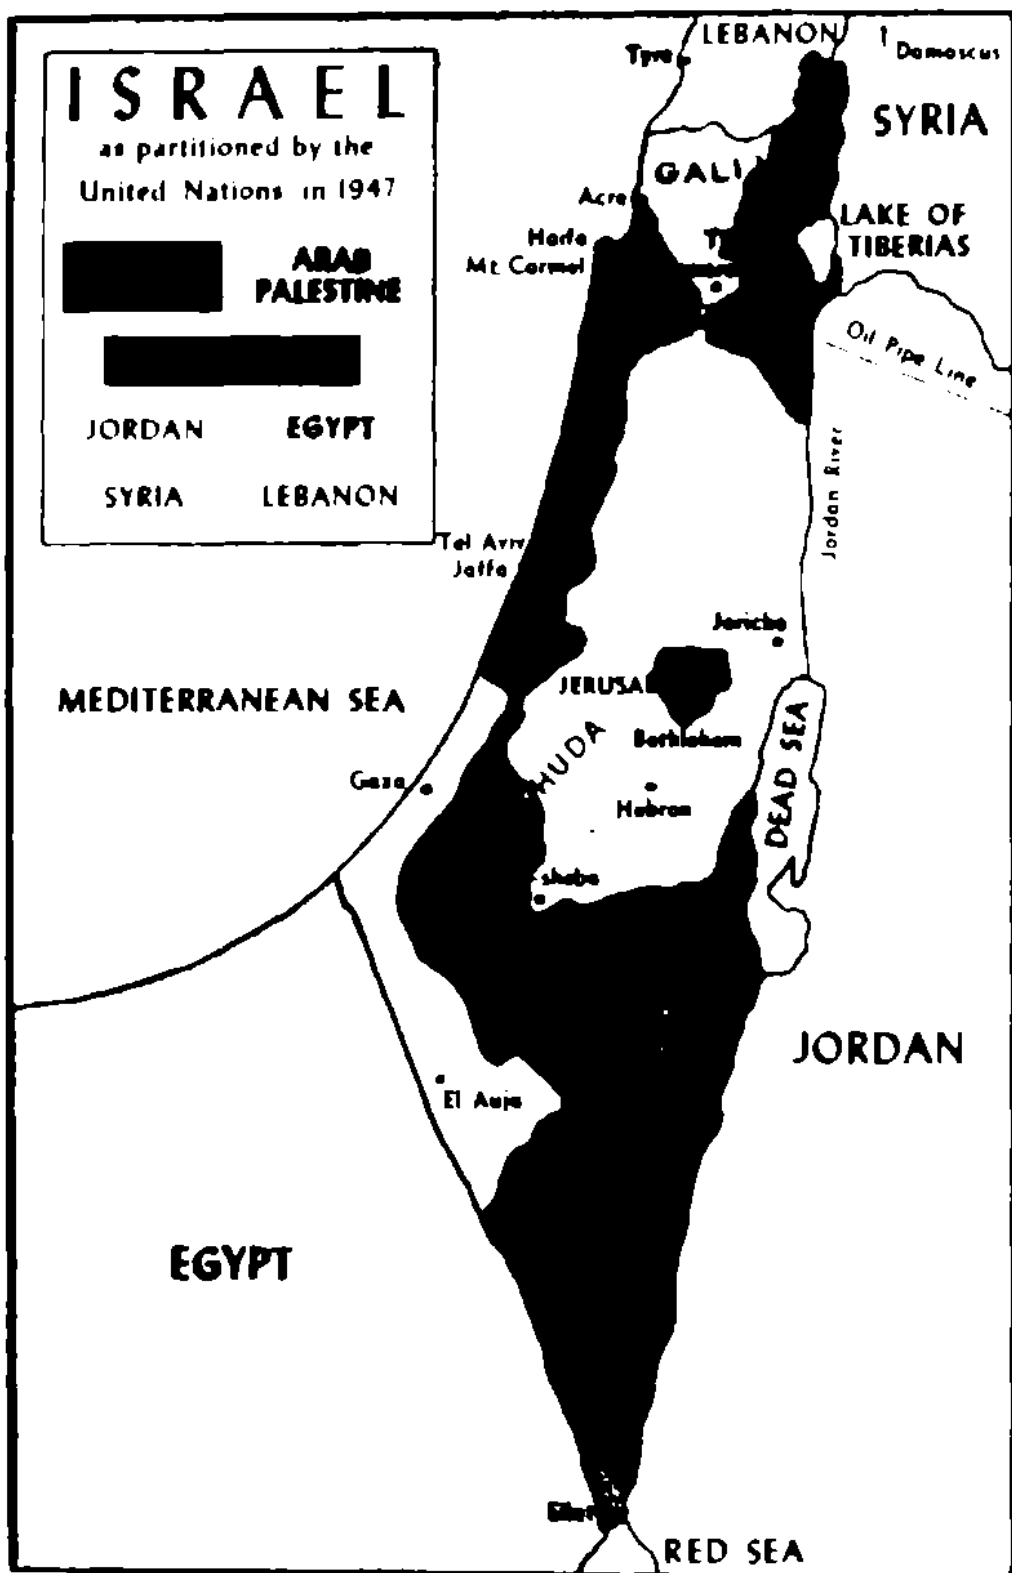 ISRAEL
as partitioned by the
United Nations in 1947
ARAB
PALESTINE
JORDAN EGYPT
SYRIA LEBANON
LEBANON
Tyre
Damascus
SYRIA
GALI
Acre
Haifa
Mt. Carmel
LAKE OF
TIBERIAS
Oil Pipe Line
Jordan River
Tel Aviv
Jaffa
Jericho
JERUSA
MEDITERRANEAN SEA
Bethlehem
HUDA
DEAD SEA
Gaza
Hebron
sheba
JORDAN
El Auja
EGYPT
RED SEA